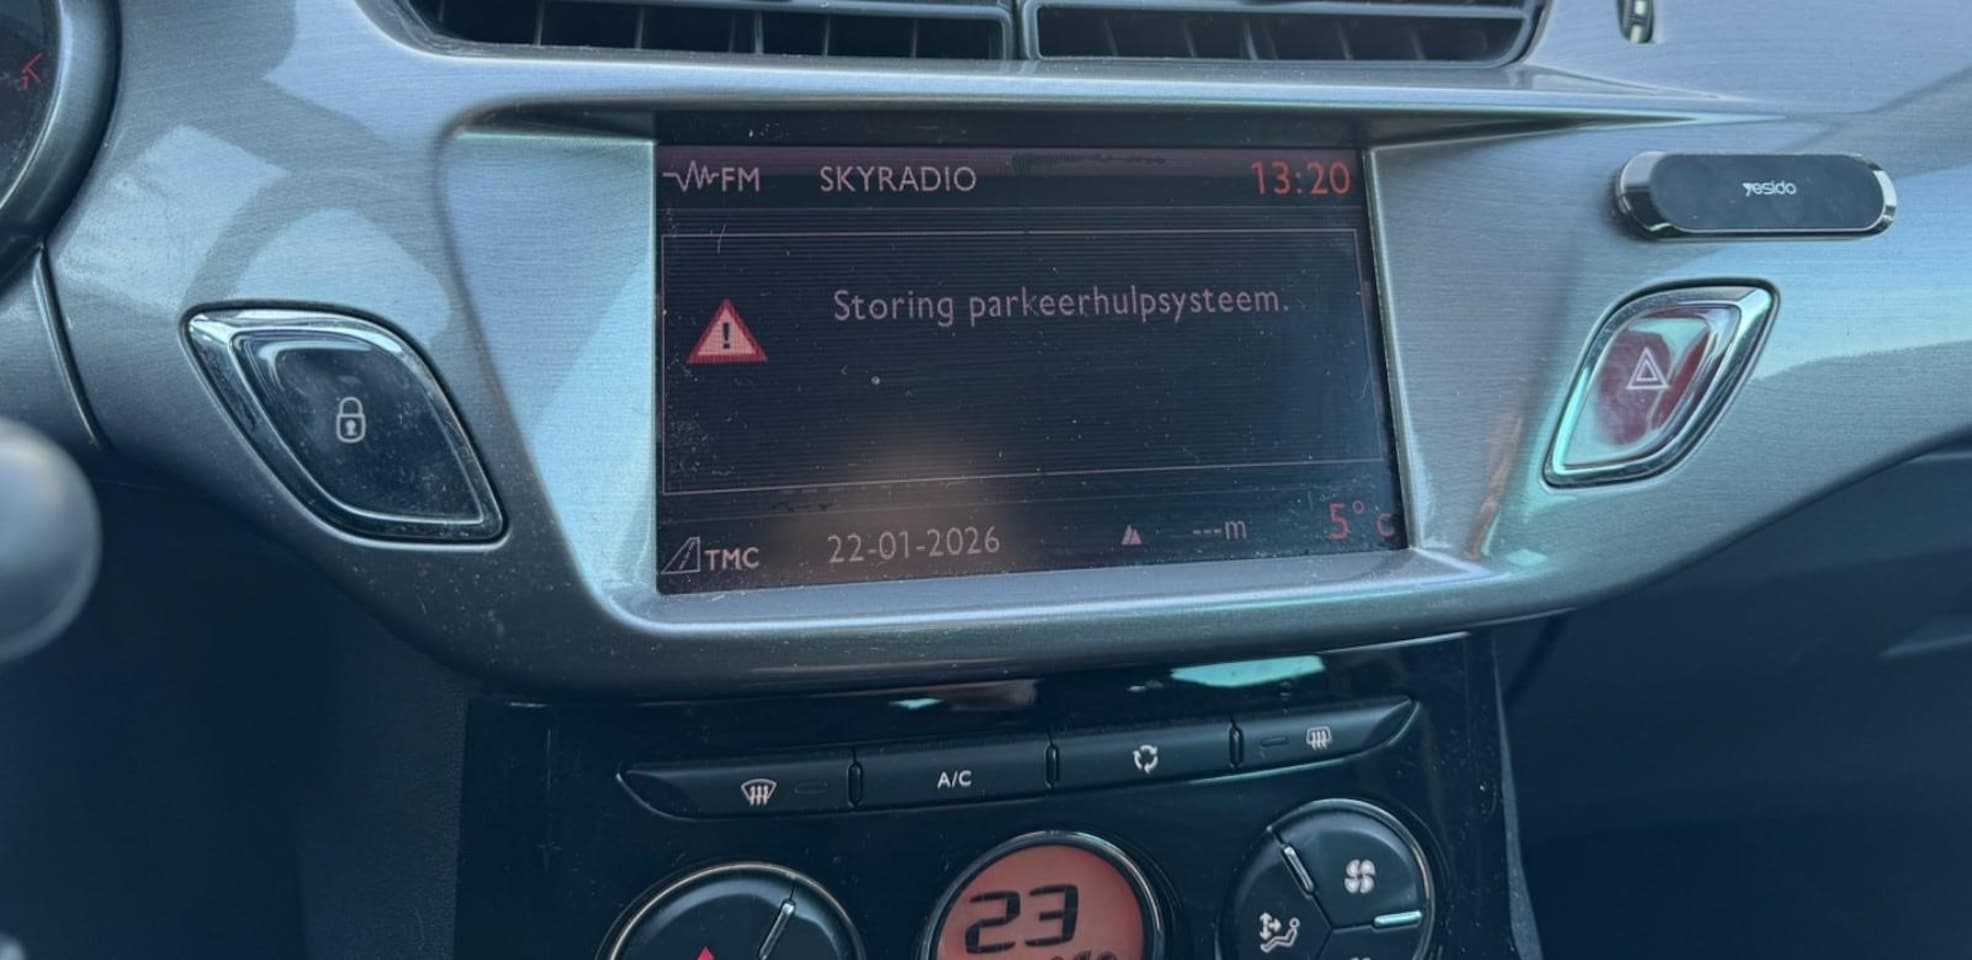 FM SKYRADIO 13:20
yesido
Storing parkeerhulpsysteem.
TMC 22-01-2026 ---m 5°C
A/C
23